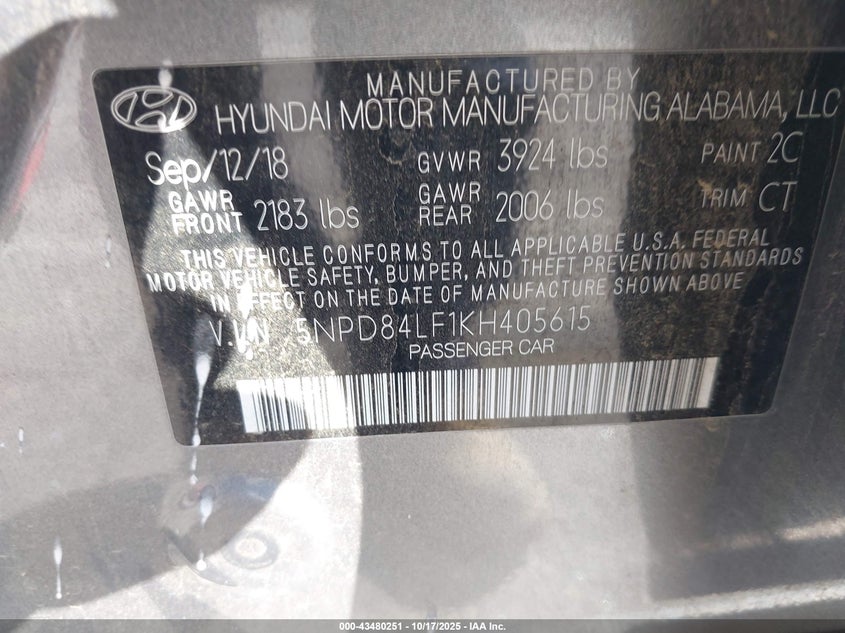 MANUFACTURED BY
HYUNDAI MOTOR MANUFACTURING ALABAMA, LLC
Sep/12/18 GVWR 3924 lbs PAINT 2C
GAWR FRONT 2183 lbs GAWR REAR 2006 lbs TRIM CT
THIS VEHICLE CONFORMS TO ALL APPLICABLE U.S.A. FEDERAL
MOTOR VEHICLE SAFETY, BUMPER, AND THEFT PREVENTION STANDARDS
IN EFFECT ON THE DATE OF MANUFACTURE SHOWN ABOVE.
V.I.N 5NPD84LF1KH405615
PASSENGER CAR
000-43480251 - 10/17/2025 - IAA Inc.